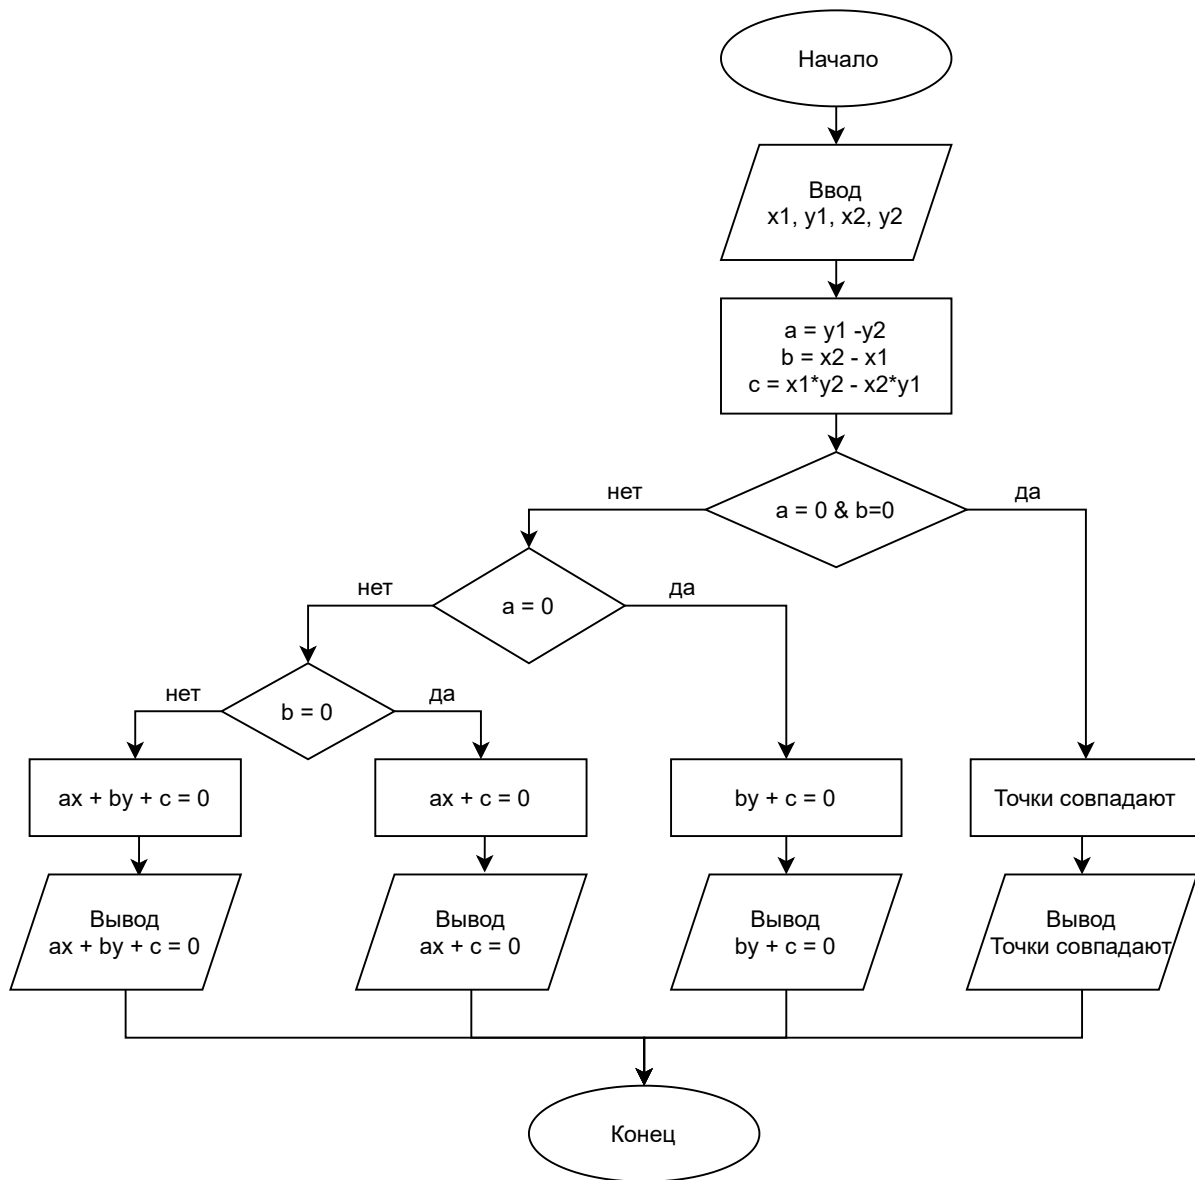 Начало
Ввод
x1, y1, x2, y2
a = y1 -y2
b = x2 - x1
c = x1*y2 - x2*y1
нет
a = 0 & b=0
да
нет
a = 0
да
нет
b = 0
да
ax + by + c = 0
ax + c = 0
by + c = 0
Точки совпадают
Вывод
ax + by + c = 0
Вывод
ax + c = 0
Вывод
by + c = 0
Вывод
Точки совпадают
Конец